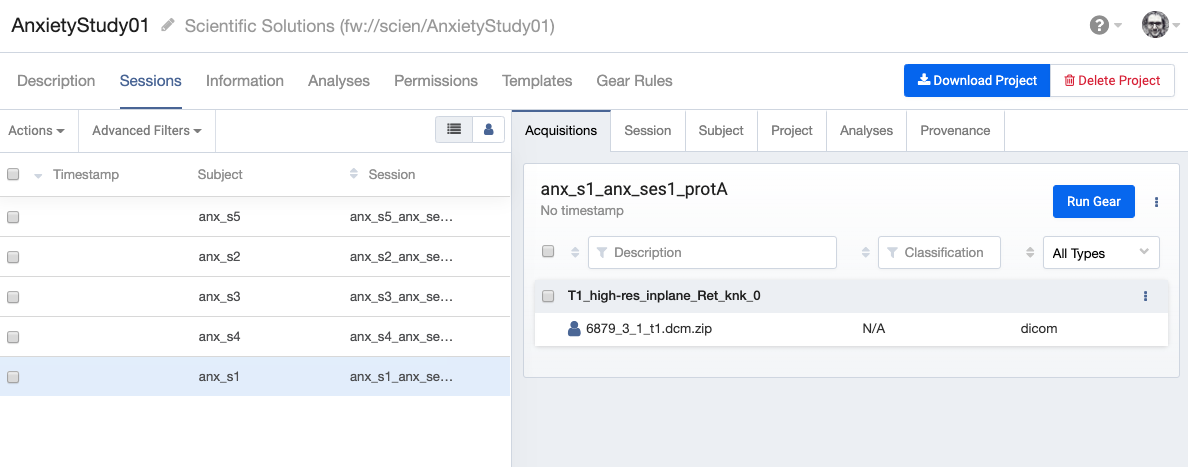 AnxietyStudy01 Scientific Solutions (fw://scien/AnxietyStudy01)
Description Sessions Information Analyses Permissions Templates Gear Rules Download Project Delete Project
Actions Advanced Filters
Timestamp Subject Session
anx_s5 anx_s5_anx_se...
anx_s2 anx_s2_anx_se...
anx_s3 anx_s3_anx_se...
anx_s4 anx_s4_anx_se...
anx_s1 anx_s1_anx_se...
Acquisitions Session Subject Project Analyses Provenance
anx_s1_anx_ses1_protA
No timestamp
Run Gear
Description Classification All Types
T1_high-res_inplane_Ret_knk_0
6879_3_1_t1.dcm.zip N/A dicom